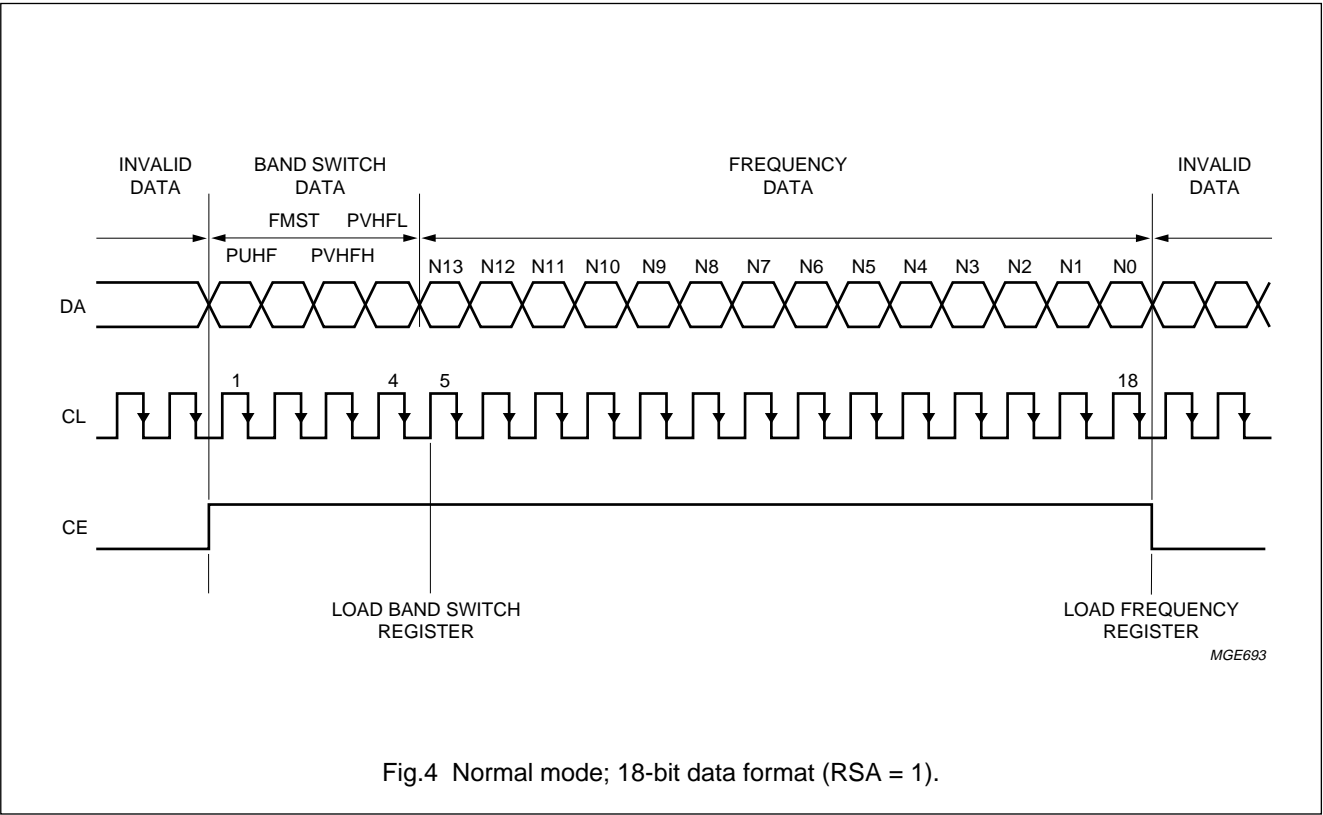 INVALID
DATA
BAND SWITCH
DATA
FREQUENCY
DATA
INVALID
DATA
FMST PVHFL
PUHF PVHFH
N13 N12 N11 N10 N9 N8 N7 N6 N5 N4 N3 N2 N1 N0
DA
1 4 5 18
CL
CE
LOAD BAND SWITCH
REGISTER
LOAD FREQUENCY
REGISTER
MGE693
Fig.4 Normal mode; 18-bit data format (RSA = 1).